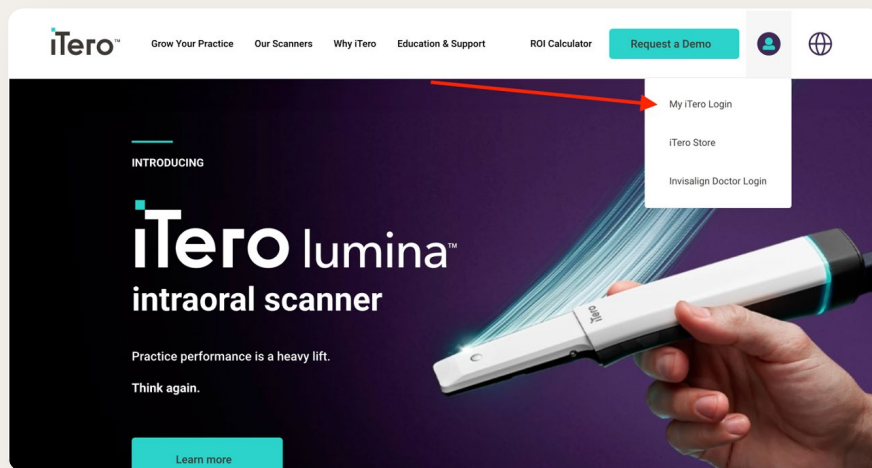 iTero™
Grow Your Practice
Our Scanners
Why iTero
Education & Support
ROI Calculator
Request a Demo
My iTero Login
iTero Store
Invisalign Doctor Login
INTRODUCING
iTero lumina™
intraoral scanner
Practice performance is a heavy lift.
Think again.
Learn more
iTero